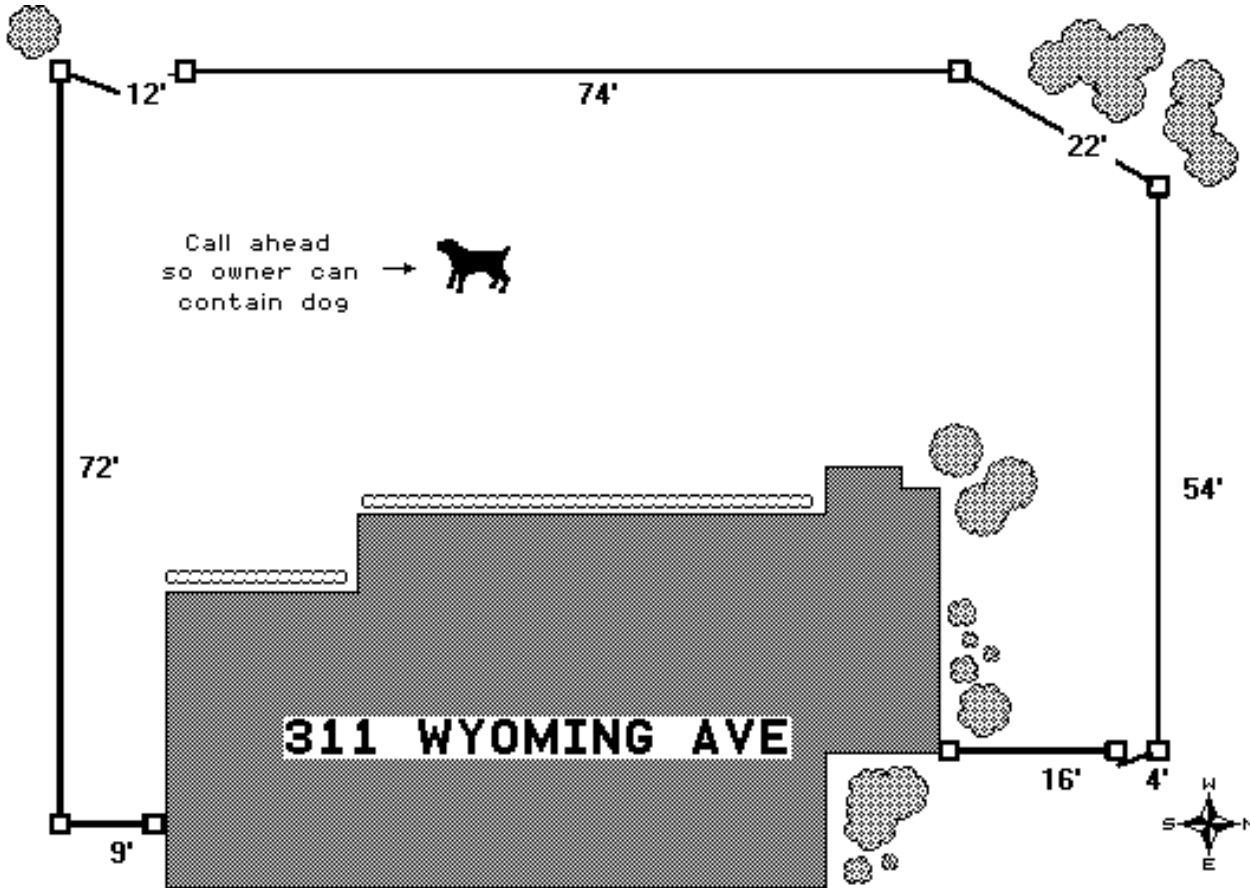 12'
74'
22'
Call ahead
so owner can
contain dog
72'
54'
311 WYOMING AVE
16'
4'
9'
W
S
N
E